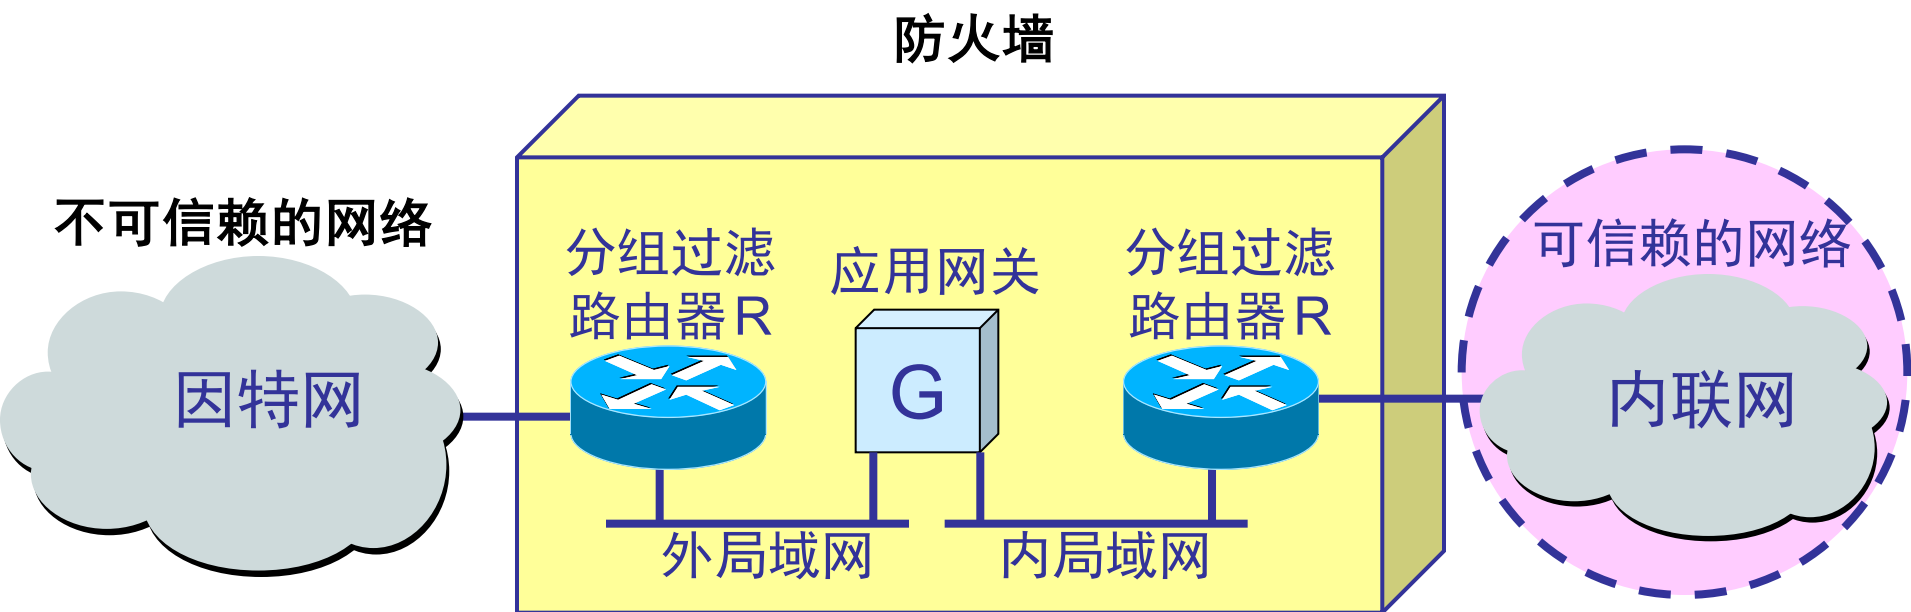 防火墙
不可信赖的网络
分组过滤
路由器R
应用网关
分组过滤
路由器R
可信赖的网络
因特网
G
内联网
外局域网
内局域网